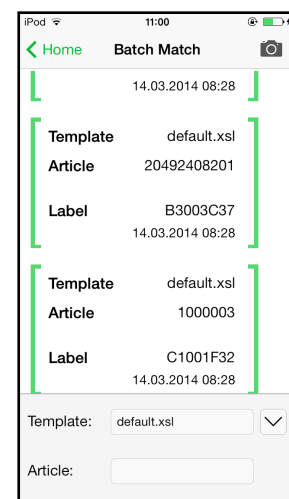 iPod 11:00
Home Batch Match
14.03.2014 08:28
Template default.xsl
Article 20492408201
Label B3003C37
14.03.2014 08:28
Template default.xsl
Article 1000003
Label C1001F32
14.03.2014 08:28
Template: default.xsl
Article: